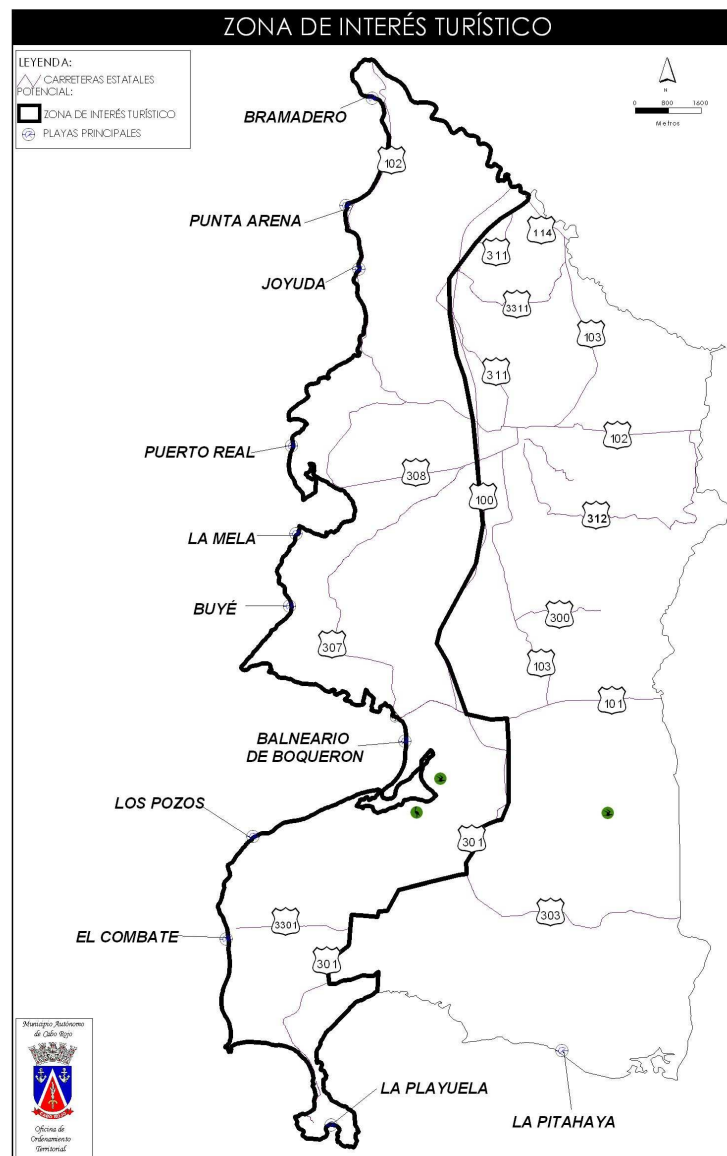 ZONA DE INTERÉS TURÍSTICO
LEYENDA:
CARRETERAS ESTATALES
POTENCIAL:
ZONA DE INTERÉS TURÍSTICO
PLAYAS PRINCIPALES
N
0 800 1600
Metros
BRAMADERO
102
PUNTA ARENA
114
311
JOYUDA
3311
103
311
102
PUERTO REAL
308
100
312
LA MELA
BUYÉ
300
307
103
101
BALNEARIO
DE BOQUERON
LOS POZOS
301
303
3301
EL COMBATE
301
LA PLAYUELA
LA PITAHAYA
Municipio Autónomo
de Cabo Rojo
CABO ROJO
Oficina de
Ordenamiento
Territorial